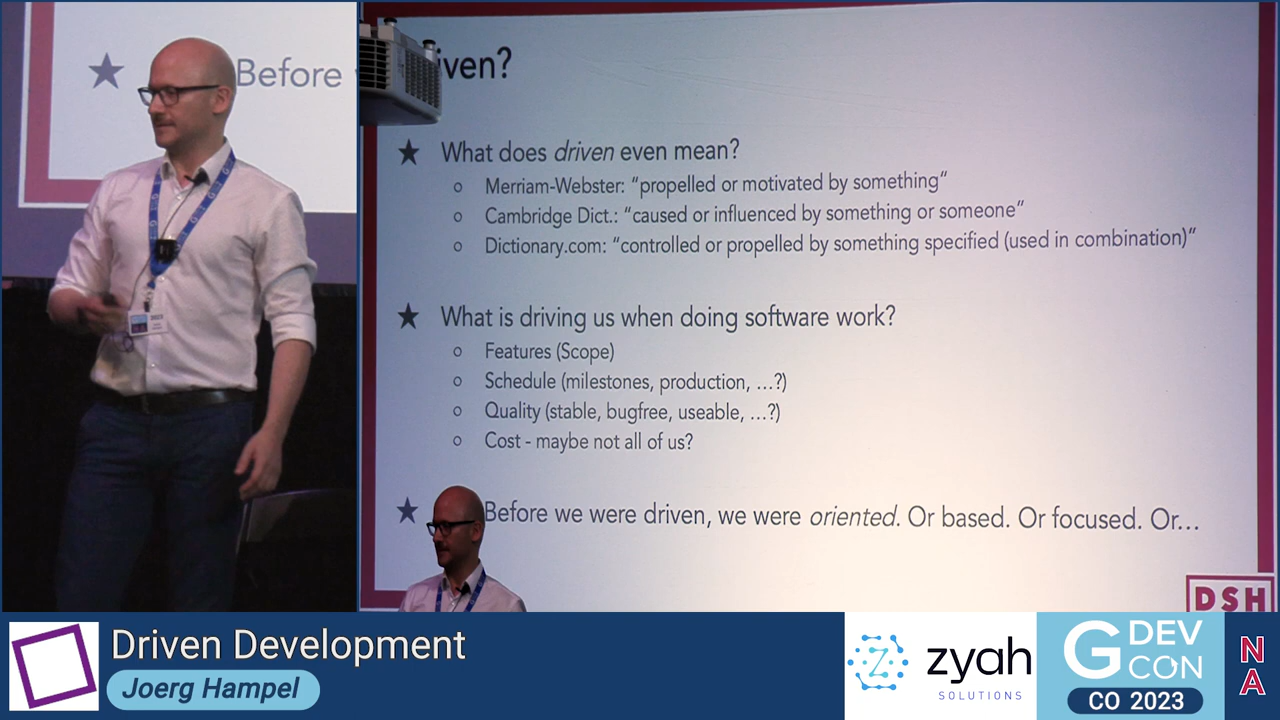 ★ Before
iven?
★ What does driven even mean?
o Merriam-Webster: “propelled or motivated by something“
o Cambridge Dict.: “caused or influenced by something or someone“
o Dictionary.com: “controlled or propelled by something specified (used in combination)“
★ What is driving us when doing software work?
o Features (Scope)
o Schedule (milestones, production, …?)
o Quality (stable, bugfree, useable, …?)
o Cost - maybe not all of us?
★ Before we were driven, we were oriented. Or based. Or focused. Or…
DSH
Driven Development
Joerg Hampel
zyah
SOLUTIONS
G DEV
CON
CO 2023
NA